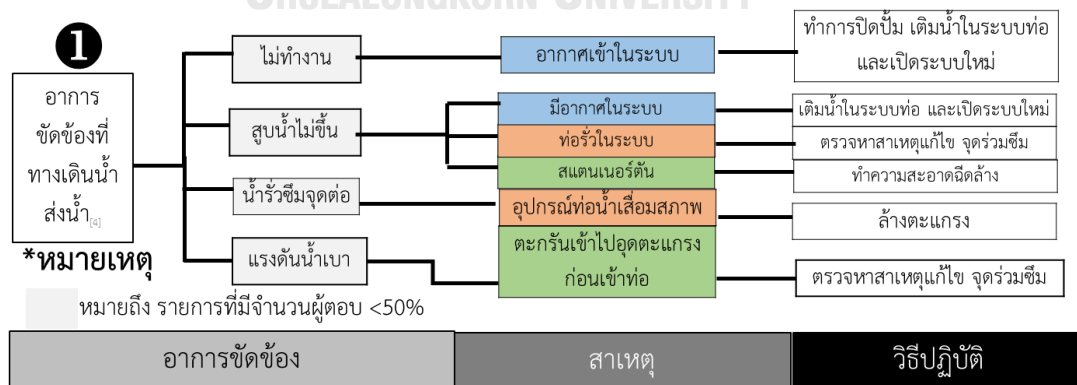 CHULALONGKORN UNIVERSITY
❶
อาการ
ขัดข้องที่
ทางเดินน้ำ
ส่งน้ำ[4]
ไม่ทำงาน
อากาศเข้าในระบบ
ทำการปิดปั้ม เติมน้ำในระบบท่อ
และเปิดระบบใหม่
สูบน้ำไม่ขึ้น
มีอากาศในระบบ
เติมน้ำในระบบท่อ และเปิดระบบใหม่
ท่อรั่วในระบบ
ตรวจหาสาเหตุแก้ไข จุดร่วมซึม
สแตนเนอร์ตัน
ทำความสะอาดฉีดล้าง
น้ำรั่วซึมจุดต่อ
อุปกรณ์ท่อน้ำเสื่อมสภาพ
ล้างตะแกรง
แรงดันน้ำเบา
ตะกรันเข้าไปอุดตะแกรง
ก่อนเข้าท่อ
ตรวจหาสาเหตุแก้ไข จุดร่วมซึม
*หมายเหตุ
หมายถึง รายการที่มีจำนวนผู้ตอบ <50%
อาการขัดข้อง
สาเหตุ
วิธีปฏิบัติ